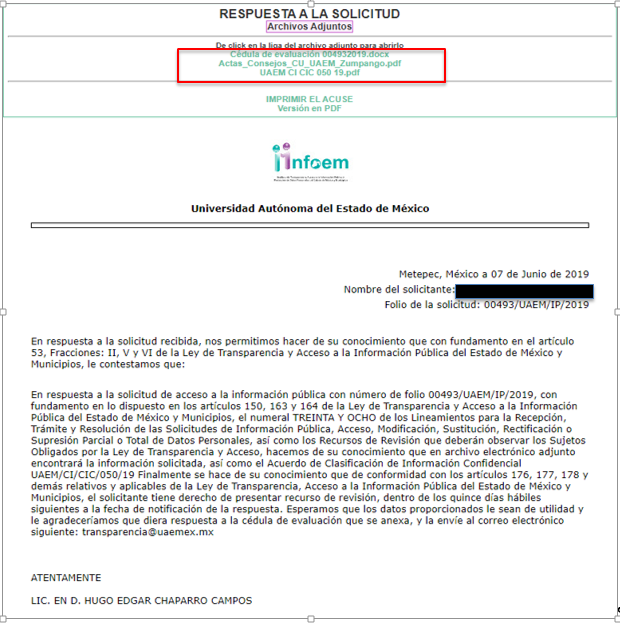 RESPUESTA A LA SOLICITUD
Archivos Adjuntos
De click en la liga del archivo adjunto para abrirlo
Cédula de evaluación 004932019.docx
Actas_Consejos_CU_UAEM_Zumpango.pdf
UAEM CI CIC 050 19.pdf
IMPRIMIR EL ACUSE
Versión en PDF
infoem
Universidad Autónoma del Estado de México
Metepec, México a 07 de Junio de 2019
Nombre del solicitante:
Folio de la solicitud: 00493/UAEM/IP/2019
En respuesta a la solicitud recibida, nos permitimos hacer de su conocimiento que con fundamento en el artículo
53, Fracciones: II, V y VI de la Ley de Transparencia y Acceso a la Información Pública del Estado de México y
Municipios, le contestamos que:
En respuesta a la solicitud de acceso a la información pública con número de folio 00493/UAEM/IP/2019, con
fundamento en lo dispuesto en los artículos 150, 163 y 164 de la Ley de Transparencia y Acceso a la Información
Pública del Estado de México y Municipios, el numeral TREINTA Y OCHO de los Lineamientos para la Recepción,
Trámite y Resolución de las Solicitudes de Información Pública, Acceso, Modificación, Sustitución, Rectificación o
Supresión Parcial o Total de Datos Personales, así como los Recursos de Revisión que deberán observar los Sujetos
Obligados por la Ley de Transparencia y Acceso, hacemos de su conocimiento que en archivo electrónico adjunto
encontrará la información solicitada, así como el Acuerdo de Clasificación de Información Confidencial
UAEM/CI/CIC/050/19 Finalmente se hace de su conocimiento que de conformidad con los artículos 176, 177, 178 y
demás relativos y aplicables de la Ley de Transparencia, Acceso a la Información Pública del Estado de México y
Municipios, el solicitante tiene derecho de presentar recurso de revisión, dentro de los quince días hábiles
siguientes a la fecha de notificación de la respuesta. Esperamos que los datos proporcionados le sean de utilidad y
le agradeceríamos que diera respuesta a la cédula de evaluación que se anexa, y la envíe al correo electrónico
siguiente: transparencia@uaemex.mx
ATENTAMENTE
LIC. EN D. HUGO EDGAR CHAPARRO CAMPOS